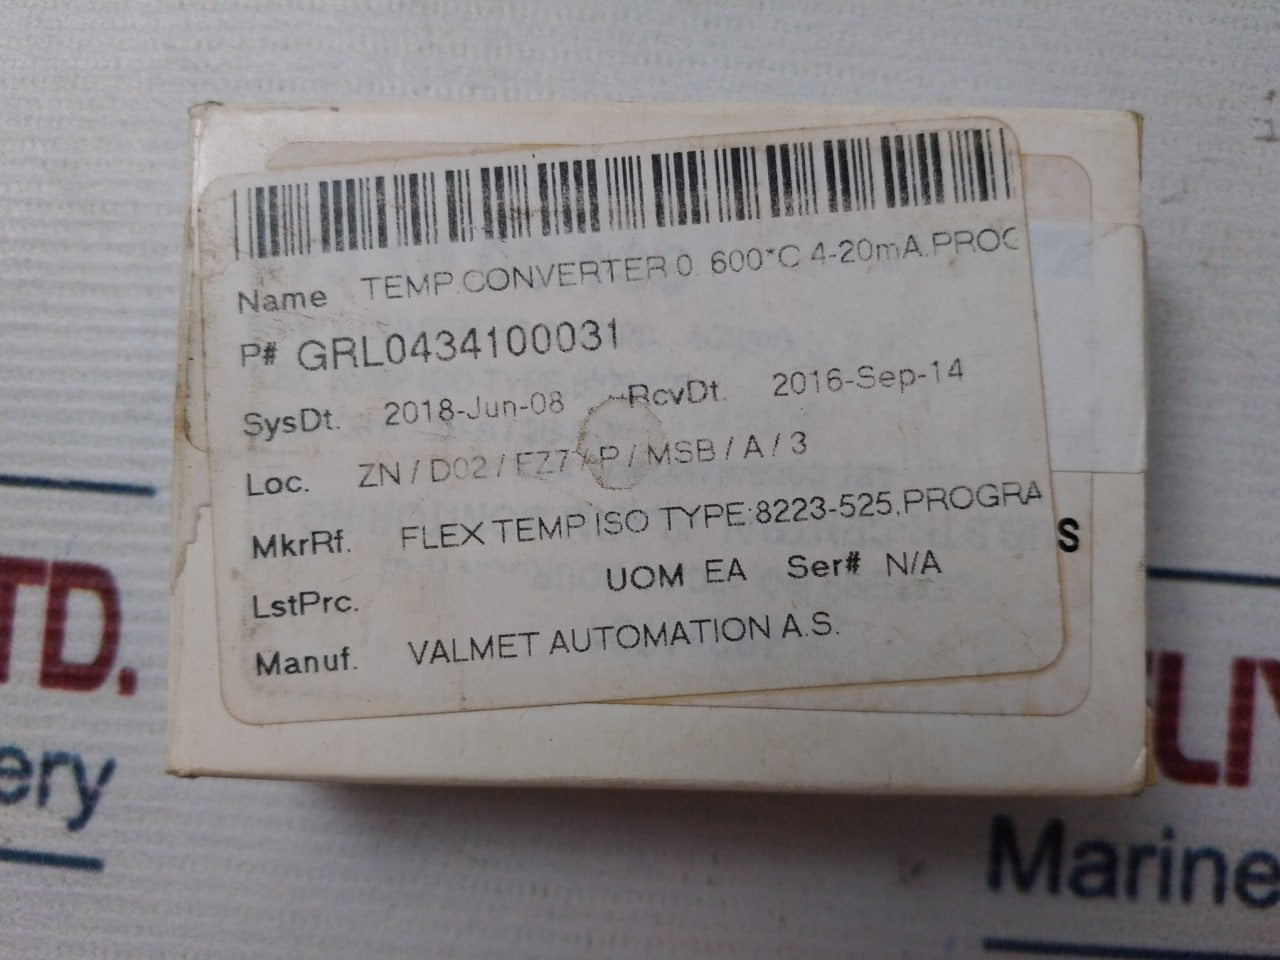 Name TEMP.CONVERTER 0. 600*C 4-20mA.PROC
P# GRL0434100031
SysDt. 2018-Jun-08 RcvDt. 2016-Sep-14
Loc. ZN / D02 / EZ7 / P / MSB / A / 3
MkrRf. FLEX TEMP ISO TYPE:8223-525.PROGRA
S
LstPrc. UOM EA Ser# N/A
Manuf. VALMET AUTOMATION A.S.
TD.
ery
Marine